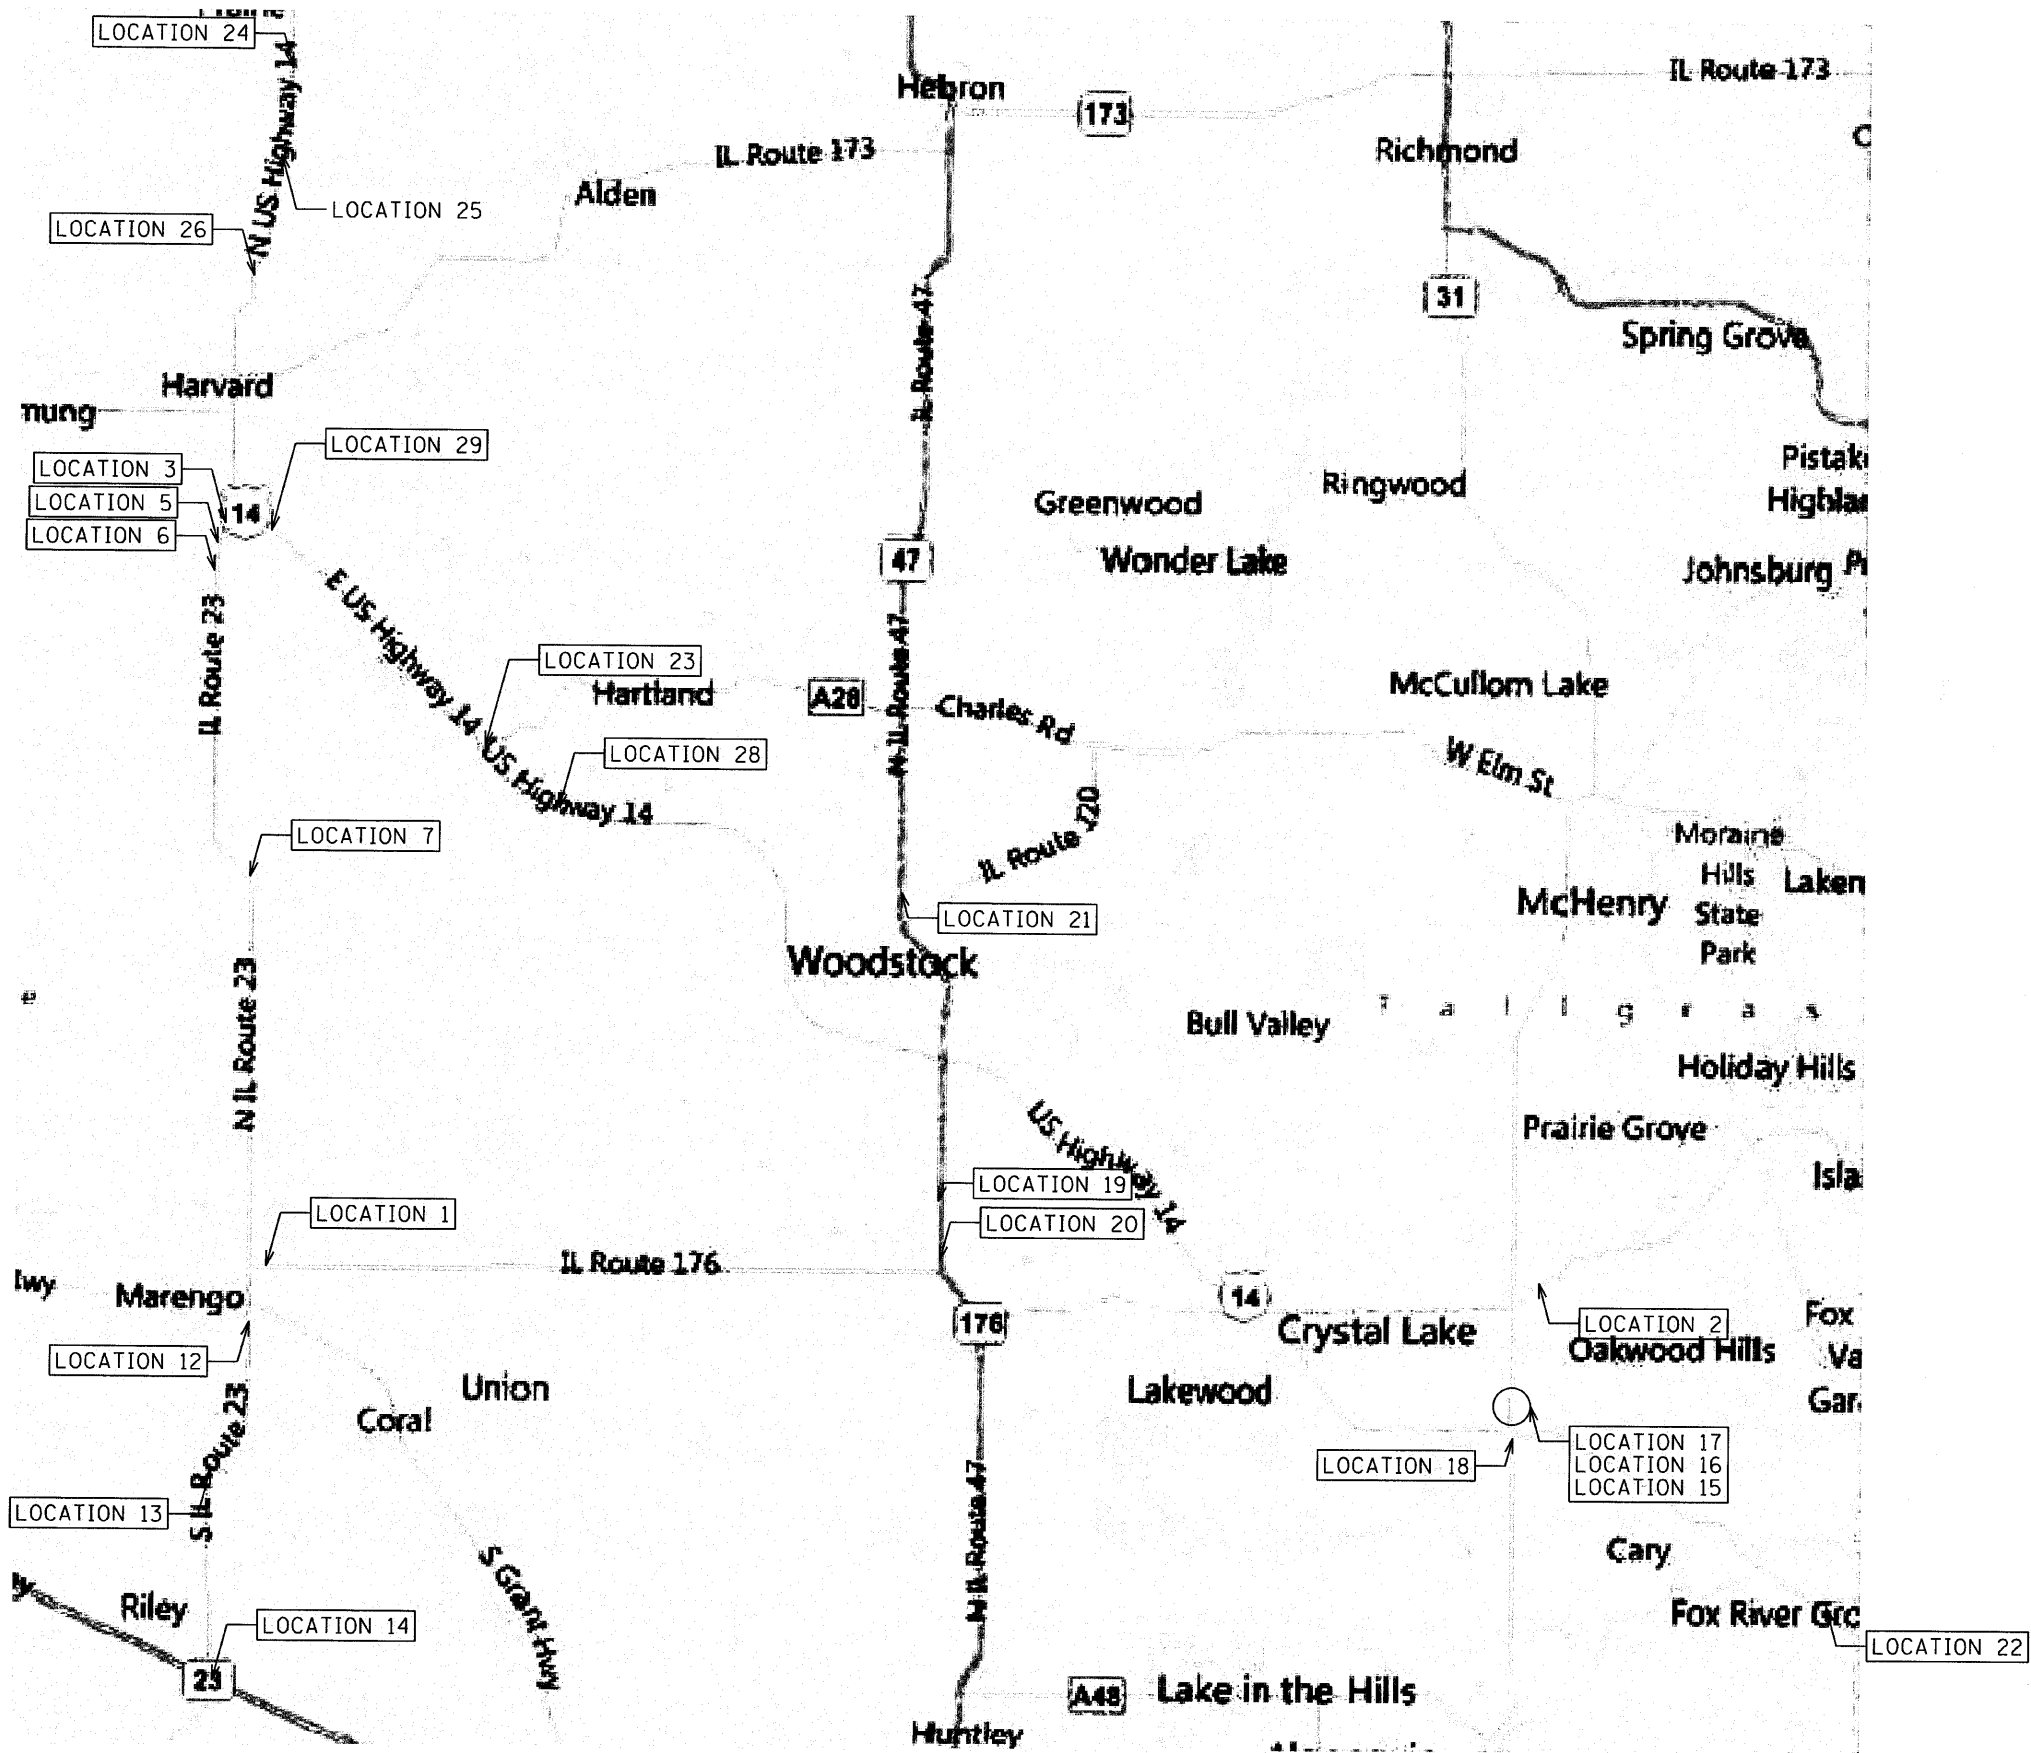 LOCATION 24
N US Highway 14
Hebron
173
IL Route 173
Richmond
IL Route 173
Alden
LOCATION 25
LOCATION 26
31
IL Route 47
Spring Grove
Harvard
LOCATION 29
LOCATION 3
LOCATION 5
LOCATION 6
14
Greenwood
Ringwood
47
Wonder Lake
Johnsburg
E US Highway 14
IL Route 23
N IL Route 47
LOCATION 23
Hartland
A26
Charles Rd
McCullom Lake
US Highway 14
LOCATION 28
W Elm St
IL Route 120
LOCATION 7
Moraine
Hills
State
Park
McHenry
LOCATION 21
Woodstock
N IL Route 23
Bull Valley
T a l l g r a s
Holiday Hills
US Highway 14
Prairie Grove
LOCATION 19
LOCATION 20
LOCATION 1
IL Route 176
Marengo
14
176
Crystal Lake
LOCATION 2
Oakwood Hills
Fox
LOCATION 12
Union
Lakewood
Coral
S IL Route 23
LOCATION 17
LOCATION 16
LOCATION 15
LOCATION 18
LOCATION 13
N IL Route 47
S Grant Hwy
Cary
Riley
LOCATION 14
Fox River Gro
LOCATION 22
23
A48
Lake in the Hills
Huntley